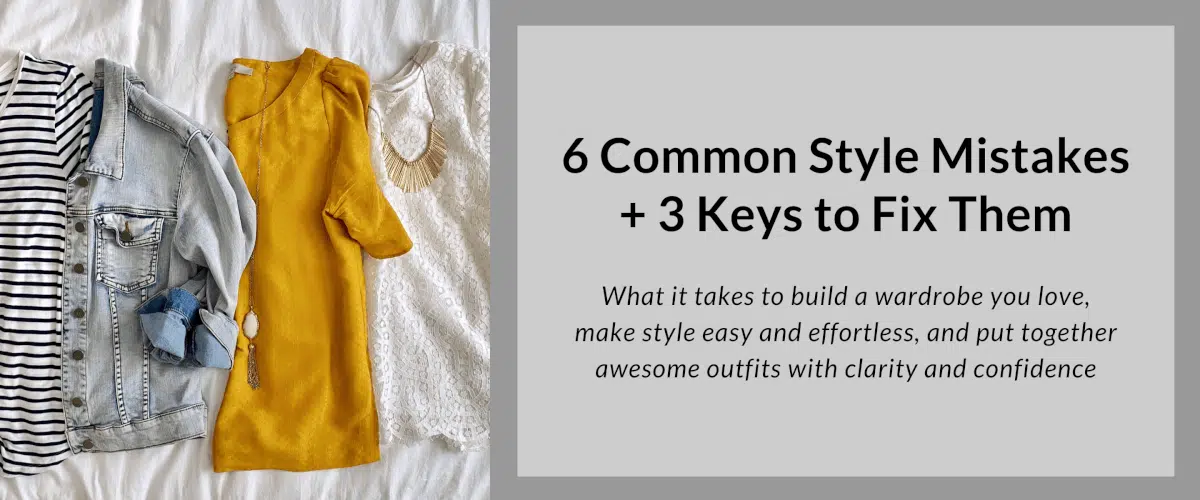 6 Common Style Mistakes
+ 3 Keys to Fix Them
What it takes to build a wardrobe you love,
make style easy and effortless, and put together
awesome outfits with clarity and confidence